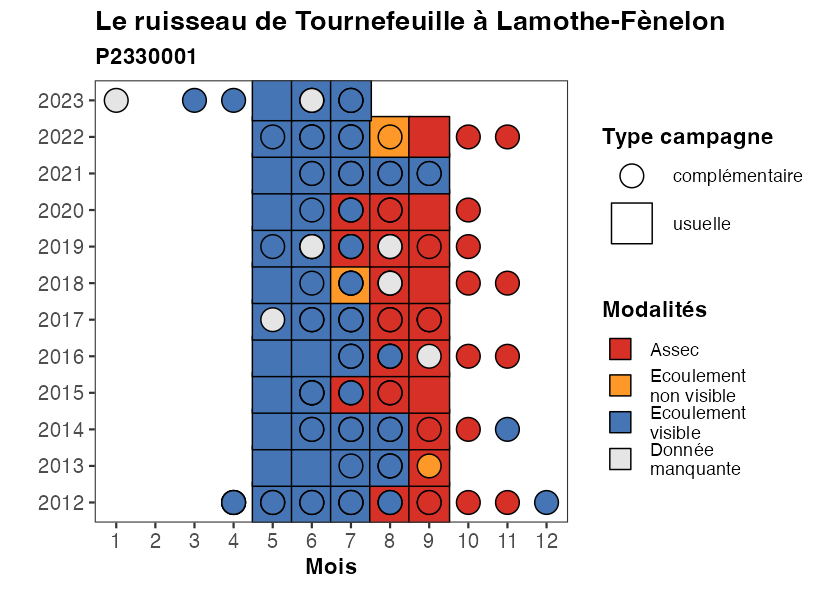 Le ruisseau de Tournefeuille à Lamothe-Fènelon
P2330001
2023
2022
2021
2020
2019
2018
2017
2016
2015
2014
2013
2012
1 2 3 4 5 6 7 8 9 10 11 12
Mois
Type campagne
complémentaire
usuelle
Modalités
Assec
Ecoulement
non visible
Ecoulement
visible
Donnée
manquante